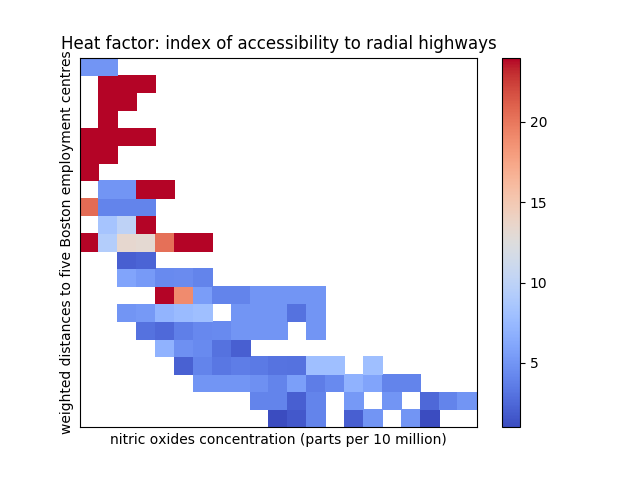 Heat factor: index of accessibility to radial highways
weighted distances to five Boston employment centres
20
15
10
5
nitric oxides concentration (parts per 10 million)